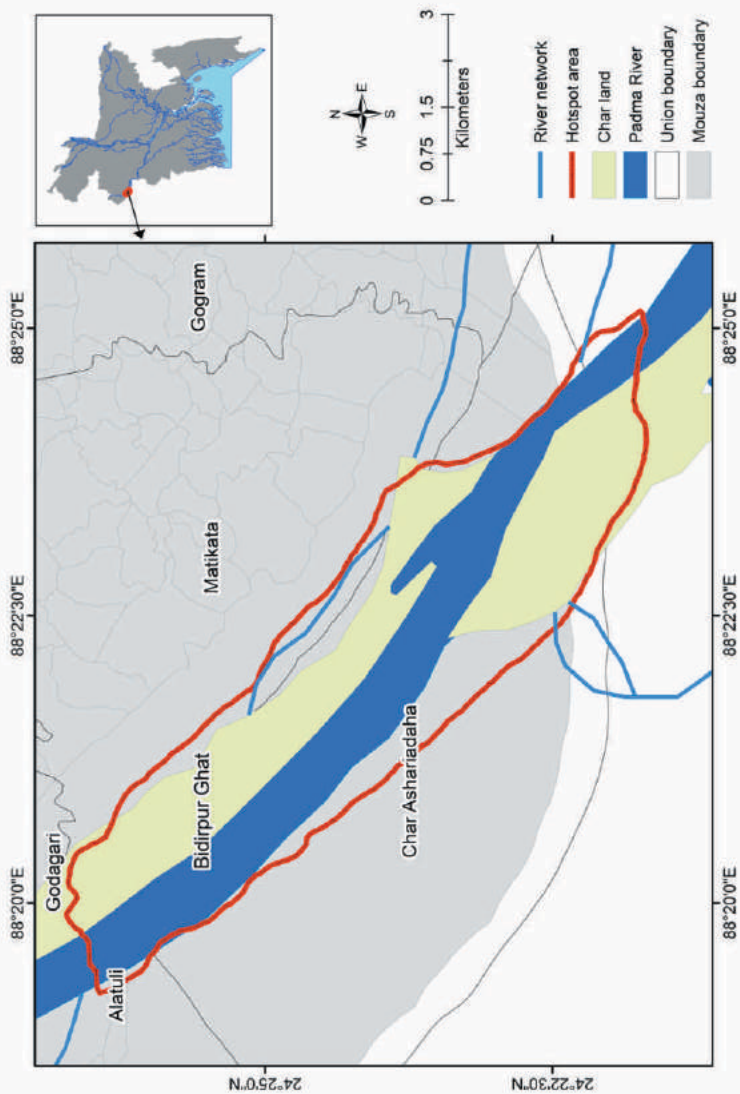 88°20'0"E
88°22'30"E
88°25'0"E
24°25'0"N
24°22'30"N
Godagari
Alatuli
Bidirpur Ghat
Matikata
Gogram
Char Ashariadaha
88°20'0"E
88°22'30"E
88°25'0"E
N
W E
S
0 0.75 1.5 3
Kilometers
River network
Hotspot area
Char land
Padma River
Union boundary
Mouza boundary